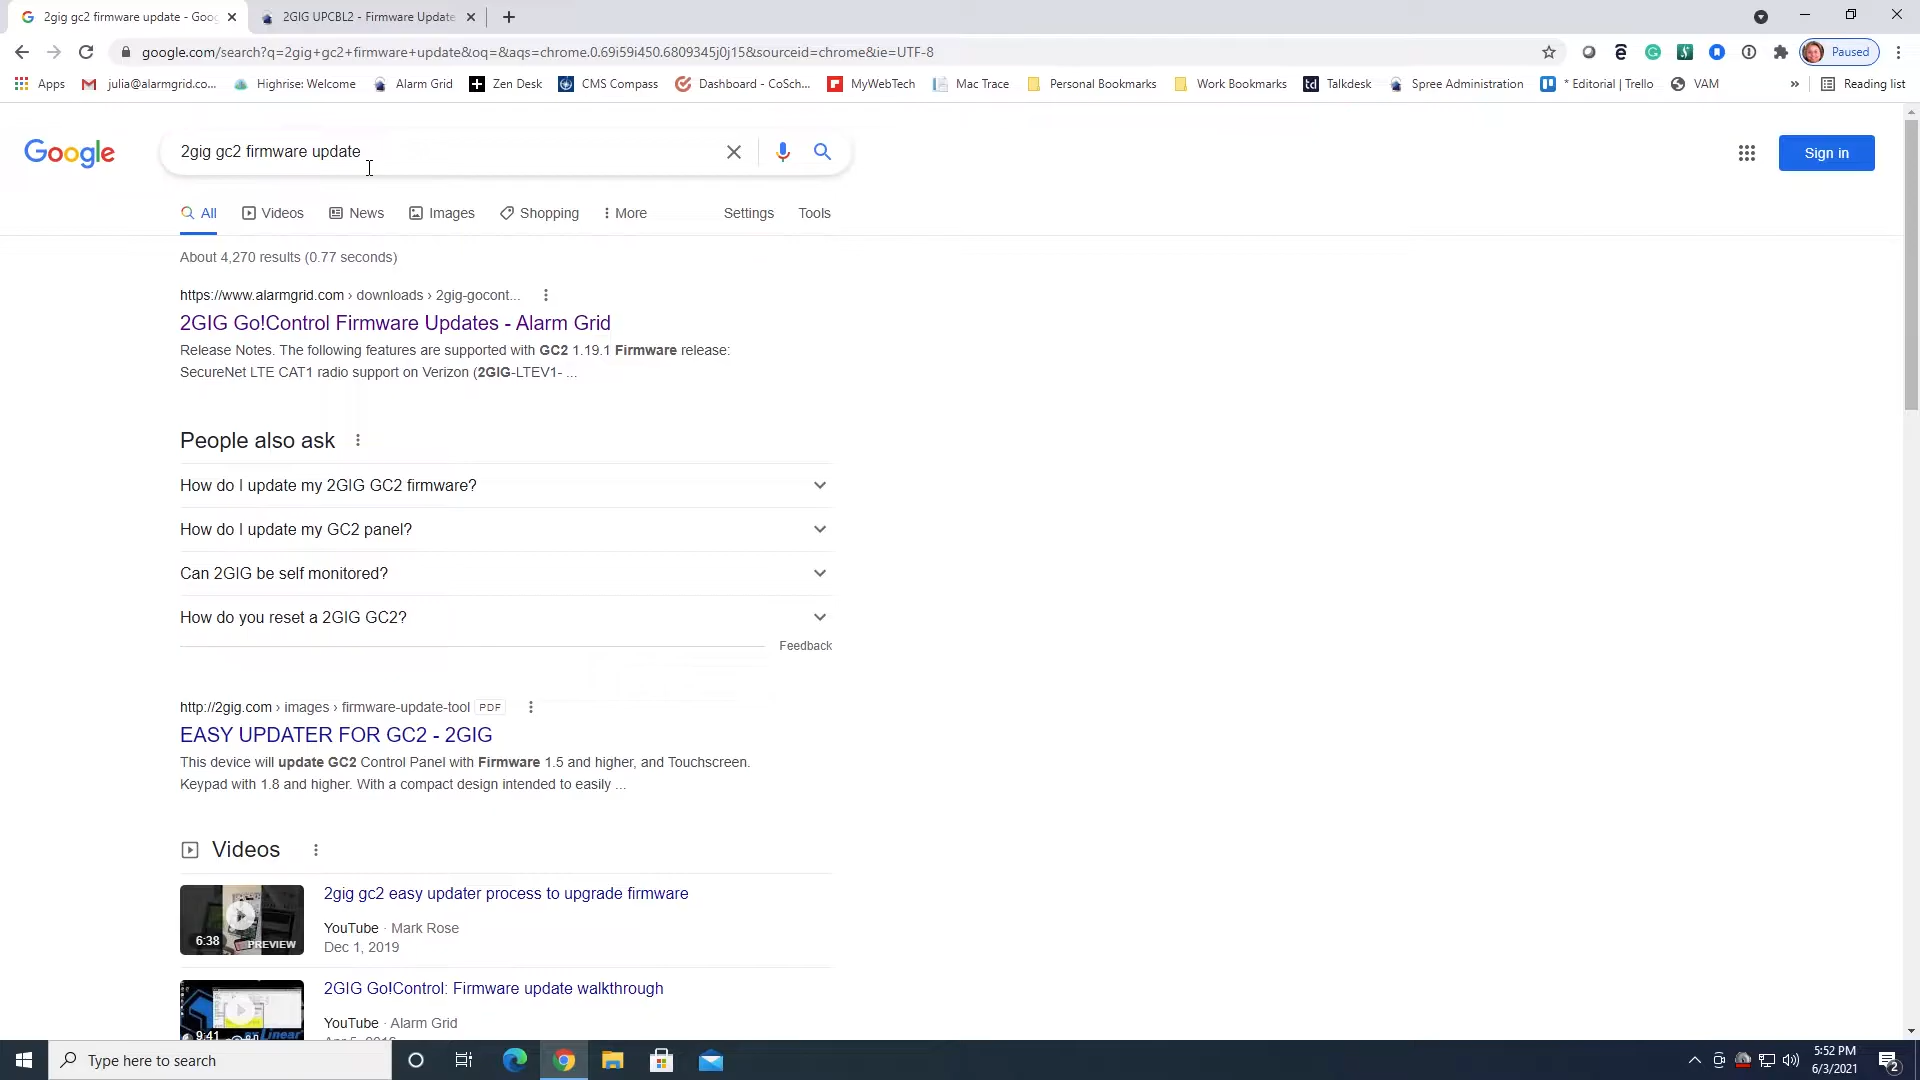 2gig gc2 firmware update - Goog
2GIG UPCBL2 - Firmware Update
google.com/search?q=2gig+gc2+firmware+update&oq=&aqs=chrome.0.69i59i450.6809345j0j15&sourceid=chrome&ie=UTF-8
Paused
Apps
julia@alarmgrid.co...
Highrise: Welcome
Alarm Grid
Zen Desk
CMS Compass
Dashboard - CoSch...
MyWebTech
Mac Trace
Personal Bookmarks
Work Bookmarks
td Talkdesk
Spree Administration
* Editorial | Trello
VAM
»
Reading list
Google
2gig gc2 firmware update
Sign in
All
Videos
News
Images
Shopping
More
Settings
Tools
About 4,270 results (0.77 seconds)
https://www.alarmgrid.com › downloads › 2gig-gocont...
2GIG Go!Control Firmware Updates - Alarm Grid
Release Notes. The following features are supported with GC2 1.19.1 Firmware release:
SecureNet LTE CAT1 radio support on Verizon (2GIG-LTEV1- ...
People also ask
How do I update my 2GIG GC2 firmware?
How do I update my GC2 panel?
Can 2GIG be self monitored?
How do you reset a 2GIG GC2?
Feedback
http://2gig.com › images › firmware-update-tool PDF
EASY UPDATER FOR GC2 - 2GIG
This device will update GC2 Control Panel with Firmware 1.5 and higher, and Touchscreen.
Keypad with 1.8 and higher. With a compact design intended to easily ...
Videos
2gig gc2 easy updater process to upgrade firmware
YouTube · Mark Rose
Dec 1, 2019
6:38
PREVIEW
2GIG Go!Control: Firmware update walkthrough
YouTube · Alarm Grid
9:41
Type here to search
5:52 PM
6/3/2021
2